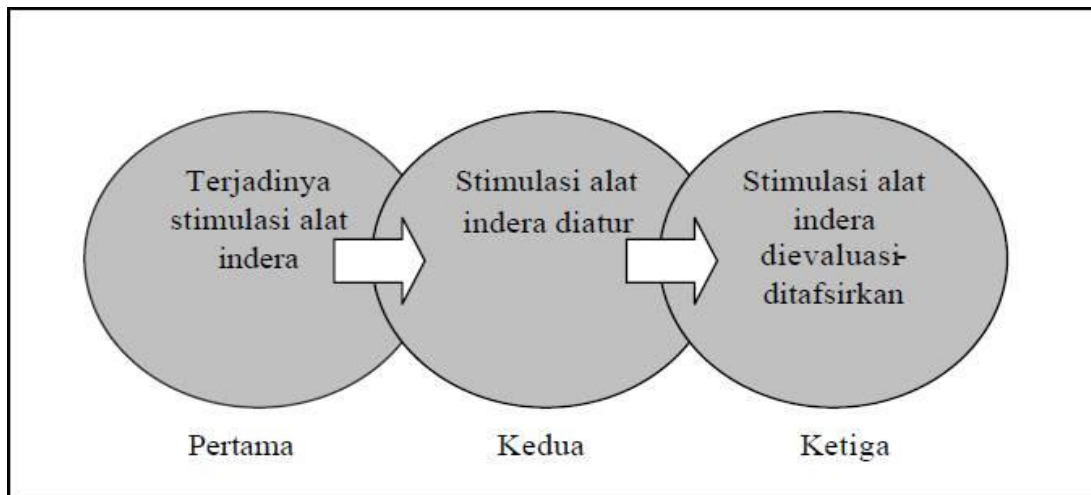 Terjadinya
stimulasi alat
indera
Stimulasi alat
indera diatur
Stimulasi alat
indera
dievaluasi-
ditafsirkan
Pertama
Kedua
Ketiga